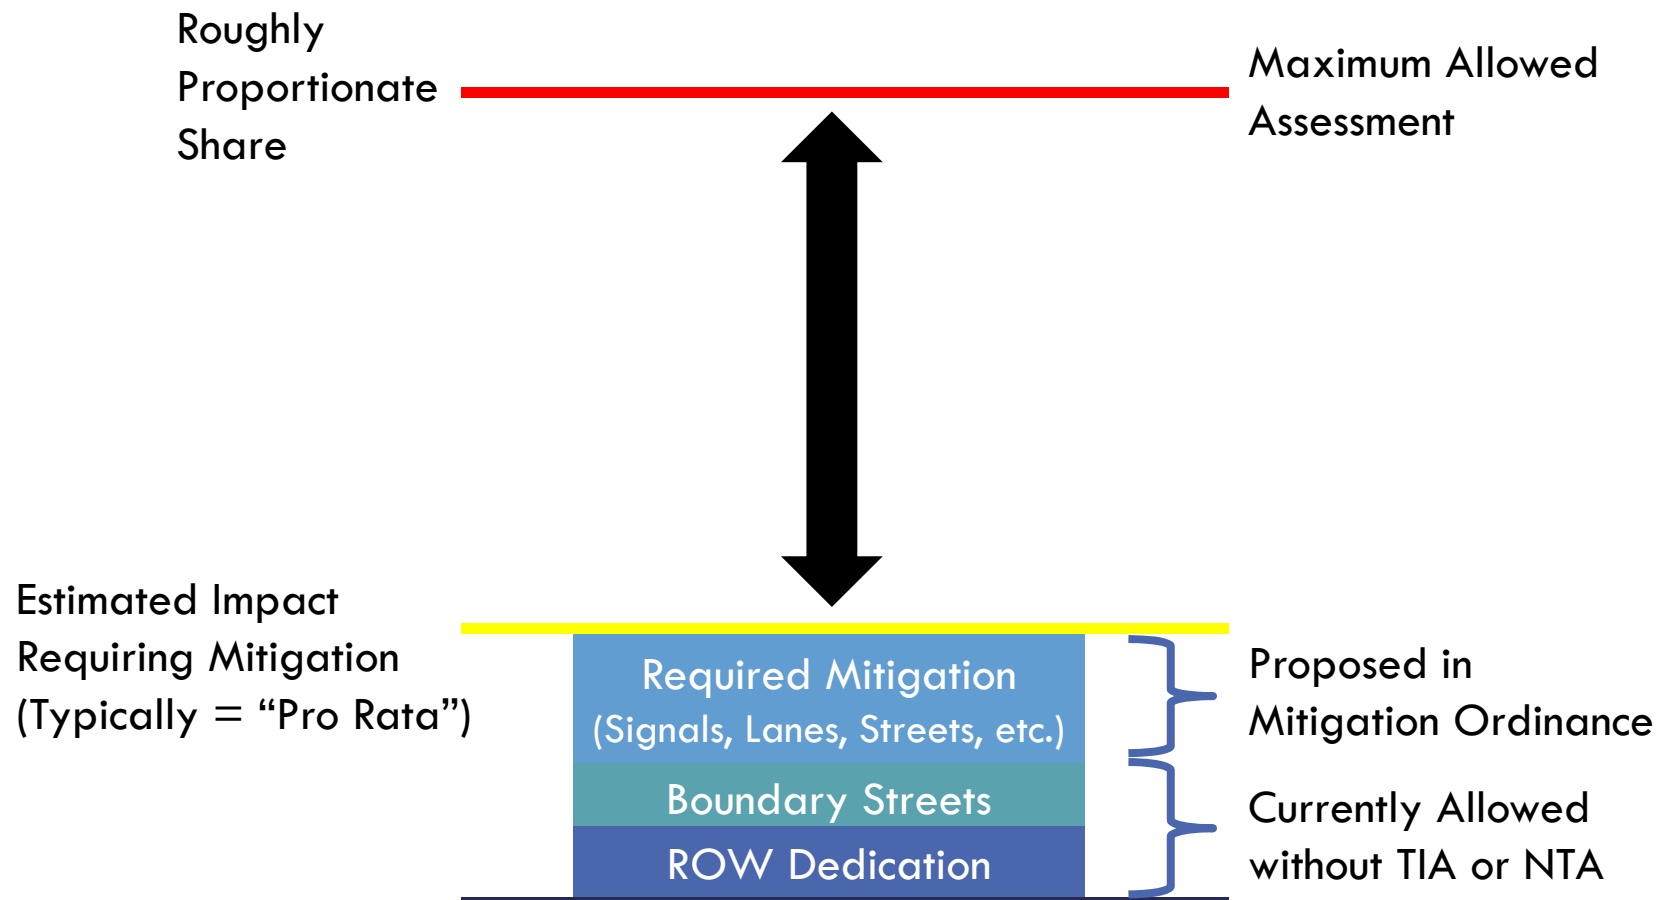 Roughly
Proportionate
Share
Maximum Allowed
Assessment
Estimated Impact
Requiring Mitigation
(Typically = “Pro Rata”)
Required Mitigation
(Signals, Lanes, Streets, etc.)
Boundary Streets
ROW Dedication
Proposed in
Mitigation Ordinance
Currently Allowed
without TIA or NTA